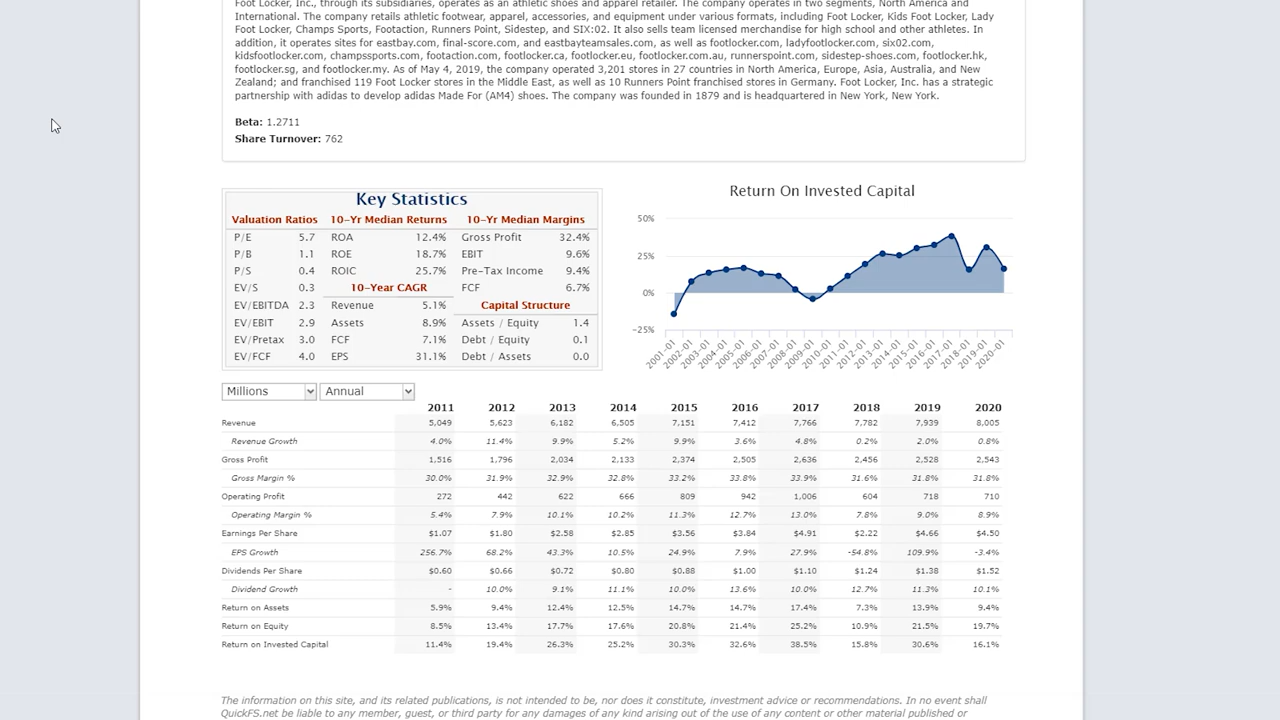 Foot Locker, Inc., through its subsidiaries, operates as an athletic shoes and apparel retailer. The company operates in two segments, North America and
International. The company retails athletic footwear, apparel, accessories, and equipment under various formats, including Foot Locker, Kids Foot Locker, Lady
Foot Locker, Champs Sports, Footaction, Runners Point, Sidestep, and SIX:02. It also sells team licensed merchandise for high school and other athletes. In
addition, it operates sites for eastbay.com, final-score.com, and eastbayteamsales.com, as well as footlocker.com, ladyfootlocker.com, six02.com,
kidsfootlocker.com, champssports.com, footaction.com, footlocker.ca, footlocker.eu, footlocker.com.au, runnerspoint.com, sidestep-shoes.com, footlocker.hk,
footlocker.sg, and footlocker.my. As of May 4, 2019, the company operated 3,201 stores in 27 countries in North America, Europe, Asia, Australia, and New
Zealand; and franchised 119 Foot Locker stores in the Middle East, as well as 10 Runners Point franchised stores in Germany. Foot Locker, Inc. has a strategic
partnership with adidas to develop adidas Made For (AM4) shoes. The company was founded in 1879 and is headquartered in New York, New York.
Beta: 1.2711
Share Turnover: 762
Key Statistics
Valuation Ratios 10-Yr Median Returns 10-Yr Median Margins
P/E 5.7 ROA 12.4% Gross Profit 32.4%
P/B 1.1 ROE 18.7% EBIT 9.6%
P/S 0.4 ROIC 25.7% Pre-Tax Income 9.4%
EV/S 0.3 10-Year CAGR FCF 6.7%
EV/EBITDA 2.3 Revenue 5.1% Capital Structure
EV/EBIT 2.9 Assets 8.9% Assets / Equity 1.4
EV/Pretax 3.0 FCF 7.1% Debt / Equity 0.1
EV/FCF 4.0 EPS 31.1% Debt / Assets 0.0
Return On Invested Capital
50%
25%
0%
-25%
2001-01 2002-01 2003-01 2004-01 2005-01 2006-01 2007-01 2008-01 2009-01 2010-01 2011-01 2012-01 2013-01 2014-01 2015-01 2016-01 2017-01 2018-01 2019-01 2020-01
Millions Annual
2011 2012 2013 2014 2015 2016 2017 2018 2019 2020
Revenue 5,049 5,623 6,182 6,505 7,151 7,412 7,766 7,782 7,939 8,005
Revenue Growth 4.0% 11.4% 9.9% 5.2% 9.9% 3.6% 4.8% 0.2% 2.0% 0.8%
Gross Profit 1,516 1,796 2,034 2,133 2,374 2,505 2,636 2,456 2,528 2,543
Gross Margin % 30.0% 31.9% 32.9% 32.8% 33.2% 33.8% 33.9% 31.6% 31.8% 31.8%
Operating Profit 272 442 622 666 809 942 1,006 604 718 710
Operating Margin % 5.4% 7.9% 10.1% 10.2% 11.3% 12.7% 13.0% 7.8% 9.0% 8.9%
Earnings Per Share $1.07 $1.80 $2.58 $2.85 $3.56 $3.84 $4.91 $2.22 $4.66 $4.50
EPS Growth 256.7% 68.2% 43.3% 10.5% 24.9% 7.9% 27.9% -54.8% 109.9% -3.4%
Dividends Per Share $0.60 $0.66 $0.72 $0.80 $0.88 $1.00 $1.10 $1.24 $1.38 $1.52
Dividend Growth - 10.0% 9.1% 11.1% 10.0% 13.6% 10.0% 12.7% 11.3% 10.1%
Return on Assets 5.9% 9.4% 12.4% 12.5% 14.7% 14.7% 17.4% 7.3% 13.9% 9.4%
Return on Equity 8.5% 13.4% 17.7% 17.6% 20.8% 21.4% 25.2% 10.9% 21.5% 19.7%
Return on Invested Capital 11.4% 19.4% 26.3% 25.2% 30.3% 32.6% 38.5% 15.8% 30.6% 16.1%
The information on this site, and its related publications, is not intended to be, nor does it constitute, investment advice or recommendations. In no event shall
QuickFS.net be liable to any member, guest, or third party for any damages of any kind arising out of the use of any content or other material published or